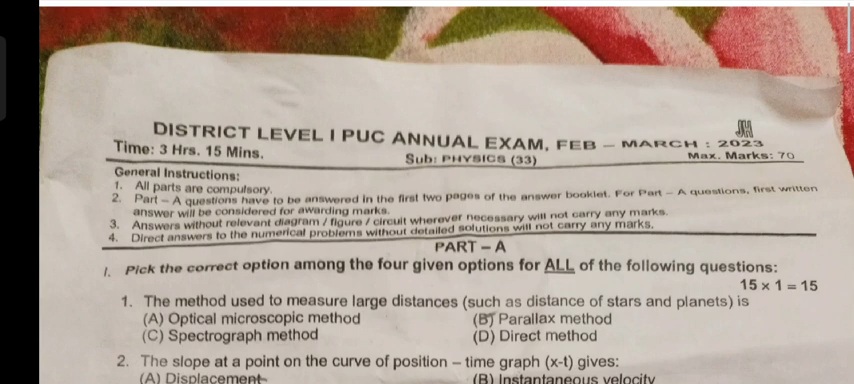 JH
DISTRICT LEVEL I PUC ANNUAL EXAM, FEB – MARCH : 2023
Time: 3 Hrs. 15 Mins. Sub: PHYSICS (33) Max. Marks: 70
General Instructions:
1. All parts are compulsory.
2. Part – A questions have to be answered in the first two pages of the answer booklet. For Part – A questions, first written
answer will be considered for awarding marks.
3. Answers without relevant diagram / figure / circuit wherever necessary will not carry any marks.
4. Direct answers to the numerical problems without detailed solutions will not carry any marks.
PART – A
I. Pick the correct option among the four given options for ALL of the following questions:
15 x 1 = 15
1. The method used to measure large distances (such as distance of stars and planets) is
(A) Optical microscopic method (B) Parallax method
(C) Spectrograph method (D) Direct method
2. The slope at a point on the curve of position – time graph (x-t) gives:
(A) Displacement (B) Instantaneous velocity